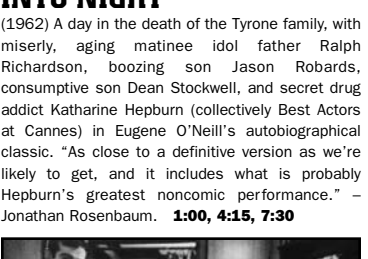 INTO NIGHT
(1962) A day in the death of the Tyrone family, with
miserly, aging matinee idol father Ralph
Richardson, boozing son Jason Robards,
consumptive son Dean Stockwell, and secret drug
addict Katharine Hepburn (collectively Best Actors
at Cannes) in Eugene O’Neill’s autobiographical
classic. “As close to a definitive version as we’re
likely to get, and it includes what is probably
Hepburn’s greatest noncomic performance.” –
Jonathan Rosenbaum. 1:00, 4:15, 7:30